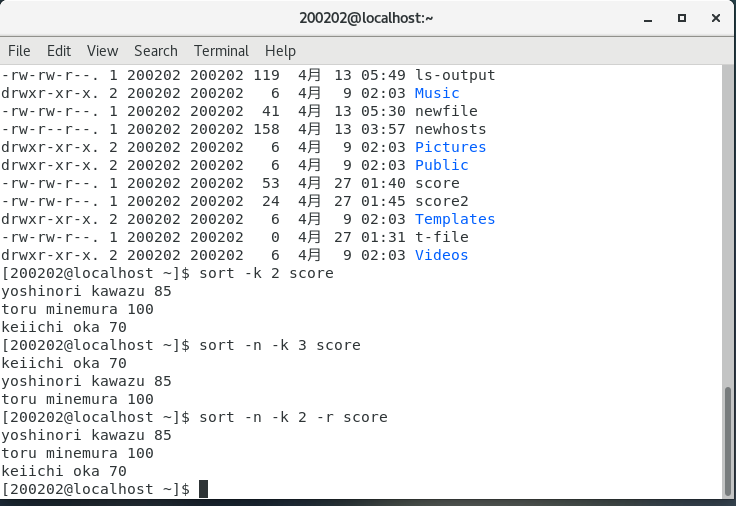 200202@localhost:~
File Edit View Search Terminal Help
-rw-rw-r--. 1 200202 200202 119  4月 13 05:49 ls-output
drwxr-xr-x. 2 200202 200202   6  4月  9 02:03 Music
-rw-rw-r--. 1 200202 200202  41  4月 13 05:30 newfile
-rw-rw-r--. 1 200202 200202 158  4月 13 03:57 newhosts
drwxr-xr-x. 2 200202 200202   6  4月  9 02:03 Pictures
drwxr-xr-x. 2 200202 200202   6  4月  9 02:03 Public
-rw-rw-r--. 1 200202 200202  53  4月 27 01:40 score
-rw-rw-r--. 1 200202 200202  24  4月 27 01:45 score2
drwxr-xr-x. 2 200202 200202   6  4月  9 02:03 Templates
-rw-rw-r--. 1 200202 200202   0  4月 27 01:31 t-file
drwxr-xr-x. 2 200202 200202   6  4月  9 02:03 Videos
[200202@localhost ~]$ sort -k 2 score
yoshinori kawazu 85
toru minemura 100
keiichi oka 70
[200202@localhost ~]$ sort -n -k 3 score
keiichi oka 70
yoshinori kawazu 85
toru minemura 100
[200202@localhost ~]$ sort -n -k 2 -r score
yoshinori kawazu 85
toru minemura 100
keiichi oka 70
[200202@localhost ~]$